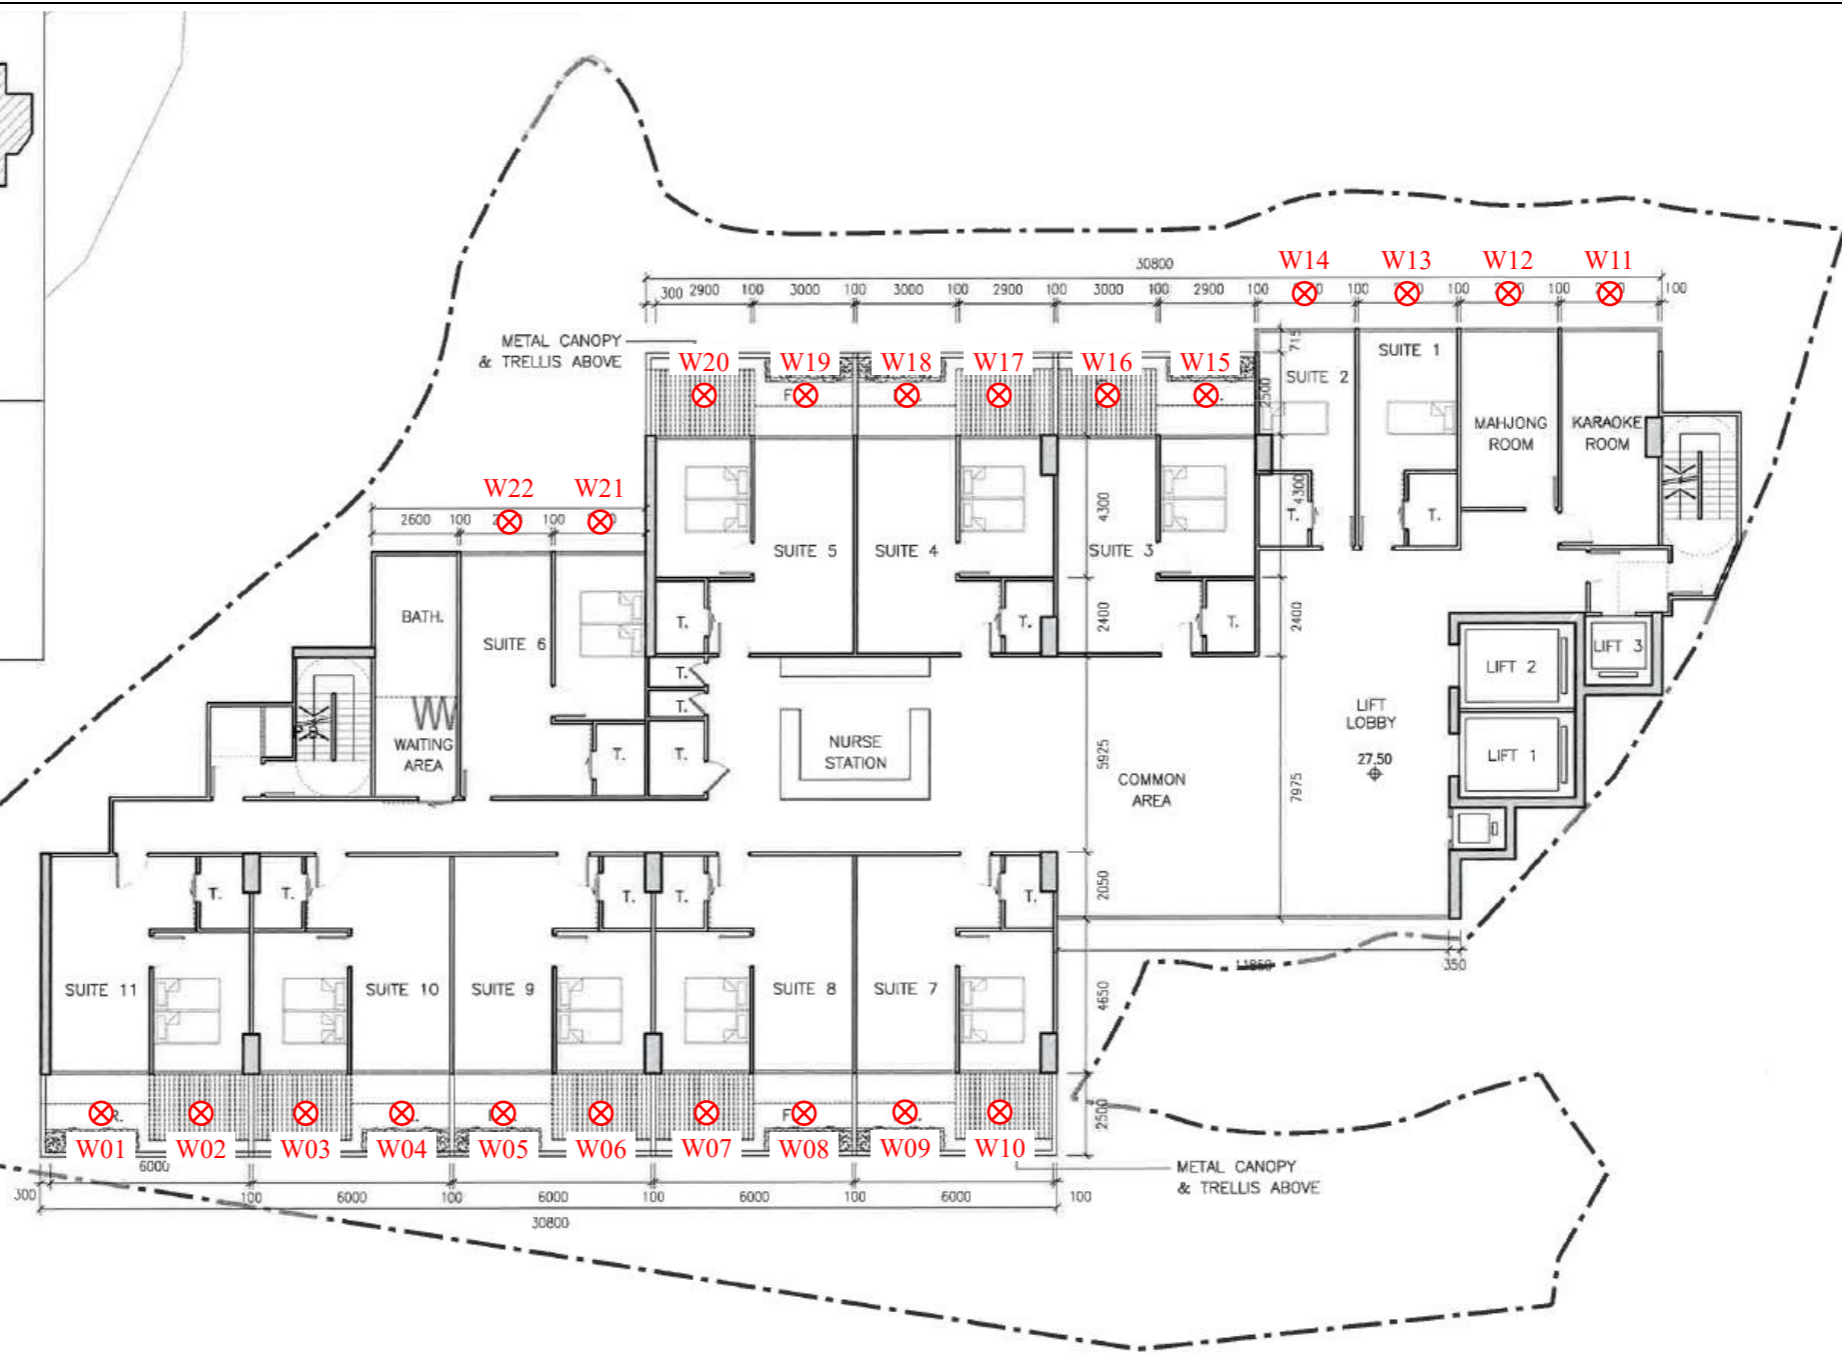 W14 W13 W12 W11
30800
300 2900 100 3000 100 3000 100 2900 100 3000 100 2900 100 100 100 100 100
METAL CANOPY
& TRELLIS ABOVE
W20 W19 W18 W17 W16 W15
715
2500
SUITE 1
SUITE 2
MAHJONG
ROOM
KARAOKE
ROOM
W22 W21
2600 100 100
4300
4300
T.
T.
SUITE 5
SUITE 4
SUITE 3
BATH.
SUITE 6
T.
T.
T.
2400
2400
LIFT 3
LIFT 2
T.
T.
LIFT
LOBBY
27.50
WAITING
AREA
T.
T.
NURSE
STATION
5925
COMMON
AREA
7975
LIFT 1
T.
T.
T.
T.
T.
2050
11850
350
SUITE 11
SUITE 10
SUITE 9
SUITE 8
SUITE 7
4650
2500
W01 W02 W03 W04 W05 W06 W07 W08 W09 W10
METAL CANOPY
& TRELLIS ABOVE
6000
300 100 6000 100 6000 100 6000 100 6000 100
30800